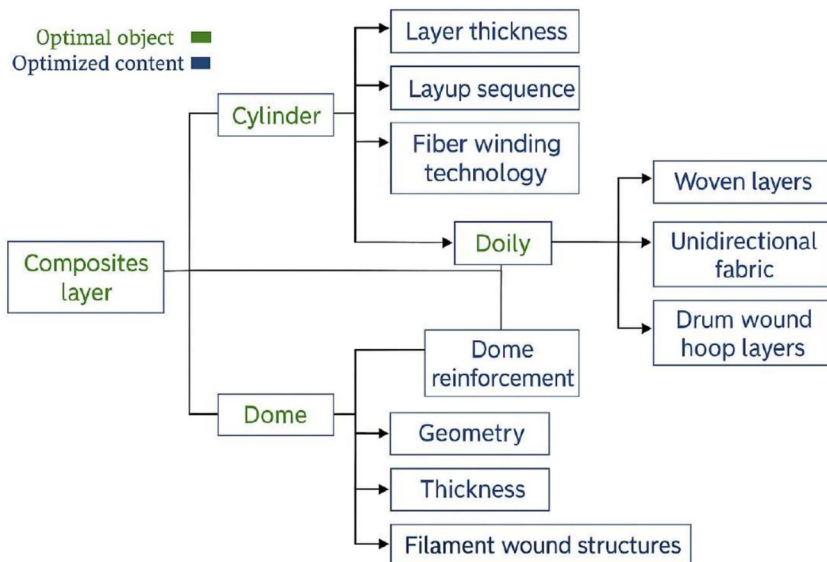 Optimal object
Optimized content
Layer thickness
Layup sequence
Cylinder
Fiber winding
technology
Woven layers
Doily
Unidirectional
fabric
Composites
layer
Drum wound
hoop layers
Dome
reinforcement
Dome
Geometry
Thickness
Filament wound structures